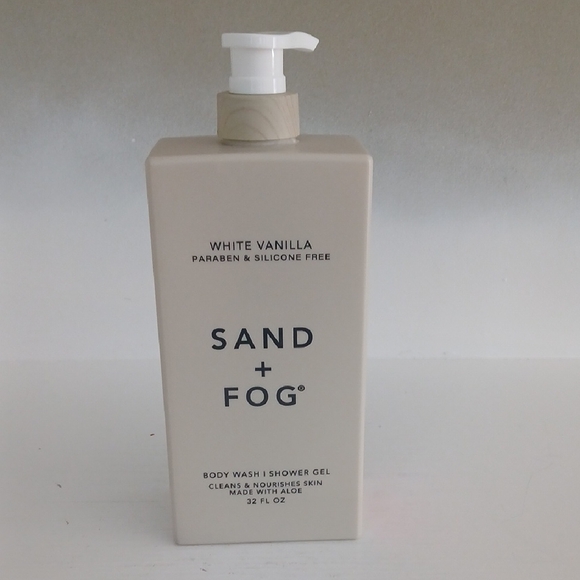 WHITE VANILLA
PARABEN & SILICONE FREE
SAND
+
FOG®
BODY WASH | SHOWER GEL
CLEANS & NOURISHES SKIN
MADE WITH ALOE
32 FL OZ